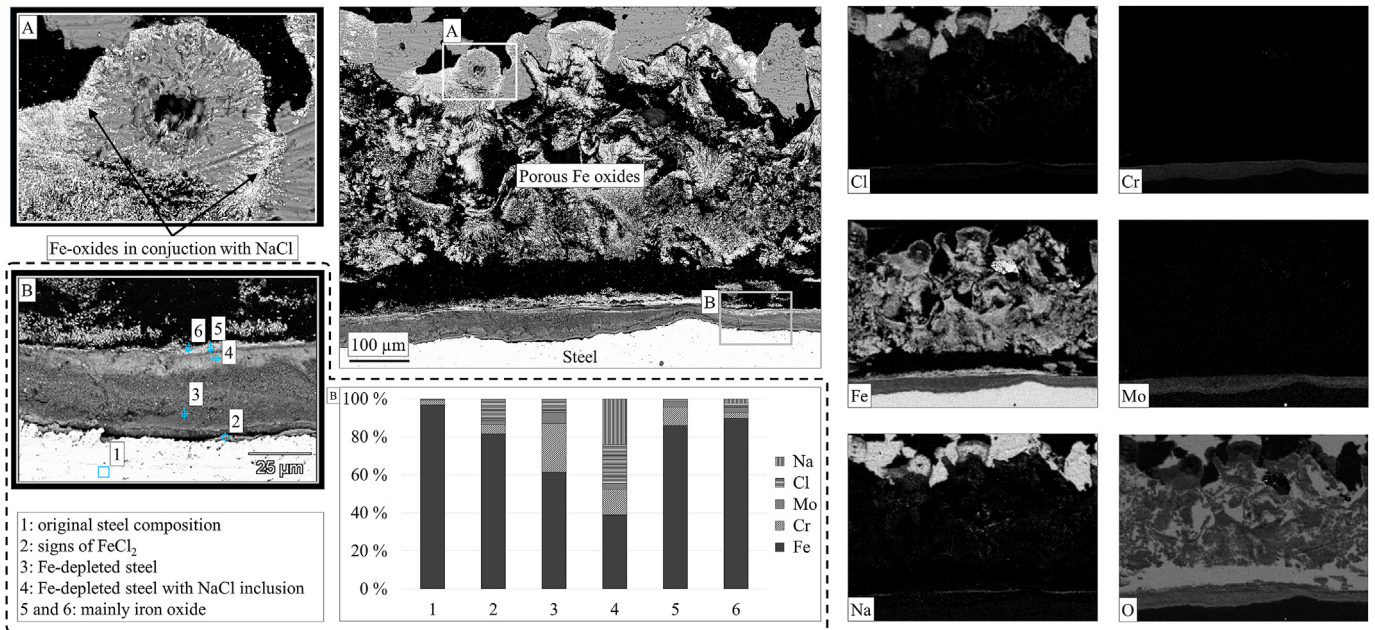 A
Fe-oxides in conjuction with NaCl
A
Porous Fe oxides
B
100 µm
Steel
B
6
5
4
3
2
1
25 µm
1: original steel composition
2: signs of FeCl₂
3: Fe-depleted steel
4: Fe-depleted steel with NaCl inclusion
5 and 6: mainly iron oxide
B
100 %
80 %
60 %
40 %
20 %
0 %
1 2 3 4 5 6
Na
Cl
Mo
Cr
Fe
Cl
Cr
Fe
Mo
Na
O